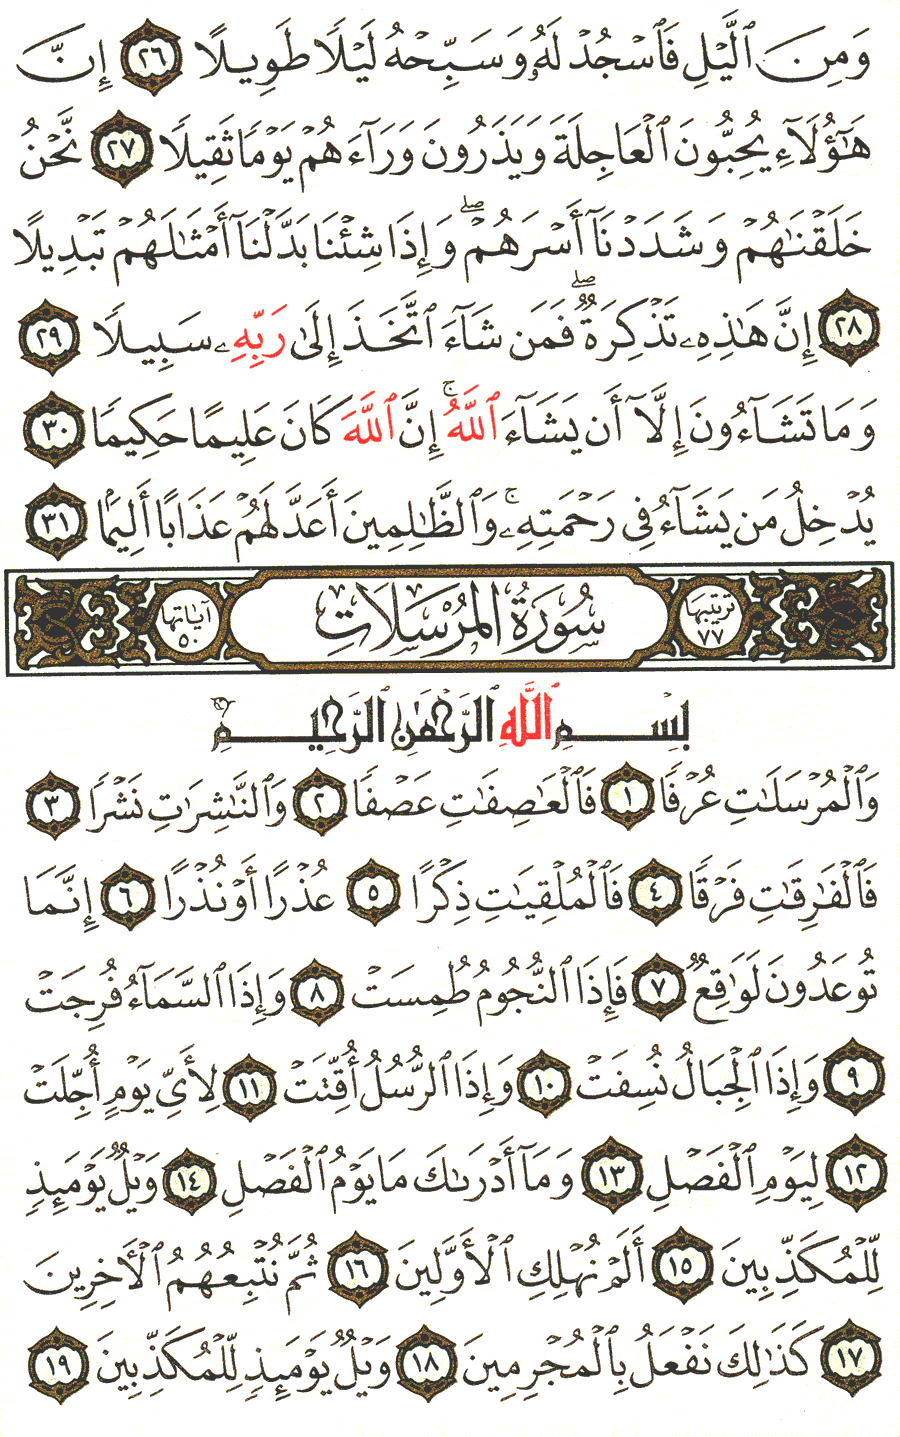 وَمِنَ ٱلَّيۡلِ فَٱسۡجُدۡ لَهُۥ وَسَبِّحۡهُ لَيۡلٗا طَوِيلًا ٢٦ إِنَّ
هَٰٓؤُلَآءِ يُحِبُّونَ ٱلۡعَاجِلَةَ وَيَذَرُونَ وَرَآءَهُمۡ يَوۡمٗا ثَقِيلٗا ٢٧ نَّحۡنُ
خَلَقۡنَٰهُمۡ وَشَدَدۡنَآ أَسۡرَهُمۡۖ وَإِذَا شِئۡنَا بَدَّلۡنَآ أَمۡثَٰلَهُمۡ تَبۡدِيلًا
٢٨ إِنَّ هَٰذِهِۦ تَذۡكِرَةٞۖ فَمَن شَآءَ ٱتَّخَذَ إِلَىٰ رَبِّهِۦ سَبِيلٗا ٢٩
وَمَا تَشَآءُونَ إِلَّآ أَن يَشَآءَ ٱللَّهُۚ إِنَّ ٱللَّهَ كَانَ عَلِيمًا حَكِيمٗا ٣٠
يُدۡخِلُ مَن يَشَآءُ فِي رَحۡمَتِهِۦۚ وَٱلظَّٰلِمِينَ أَعَدَّ لَهُمۡ عَذَابًا أَلِيمَۢا ٣١
ترتيبها ٧٧ سُورَةُ المُرْسَلَاتِ آياتها ٥٠
بِسۡمِ ٱللَّهِ ٱلرَّحۡمَٰنِ ٱلرَّحِيمِ
وَٱلۡمُرۡسَلَٰتِ عُرۡفٗا ١ فَٱلۡعَٰصِفَٰتِ عَصۡفٗا ٢ وَٱلنَّٰشِرَٰتِ نَشۡرٗا ٣
فَٱلۡفَٰرِقَٰتِ فَرۡقٗا ٤ فَٱلۡمُلۡقِيَٰتِ ذِكۡرًا ٥ عُذۡرًا أَوۡ نُذۡرًا ٦ إِنَّمَا
تُوعَدُونَ لَوَٰقِعٞ ٧ فَإِذَا ٱلنُّجُومُ طُمِسَتۡ ٨ وَإِذَا ٱلسَّمَآءُ فُرِجَتۡ
٩ وَإِذَا ٱلۡجِبَالُ نُسِفَتۡ ١٠ وَإِذَا ٱلرُّسُلُ أُقِّتَتۡ ١١ لِأَيِّ يَوۡمٍ أُجِّلَتۡ
١٢ لِيَوۡمِ ٱلۡفَصۡلِ ١٣ وَمَآ أَدۡرَىٰكَ مَا يَوۡمُ ٱلۡفَصۡلِ ١٤ وَيۡلٞ يَوۡمَئِذٖ
لِّلۡمُكَذِّبِينَ ١٥ أَلَمۡ نُهۡلِكِ ٱلۡأَوَّلِينَ ١٦ ثُمَّ نُتۡبِعُهُمُ ٱلۡأٓخِرِينَ
١٧ كَذَٰلِكَ نَفۡعَلُ بِٱلۡمُجۡرِمِينَ ١٨ وَيۡلٞ يَوۡمَئِذٖ لِّلۡمُكَذِّبِينَ ١٩